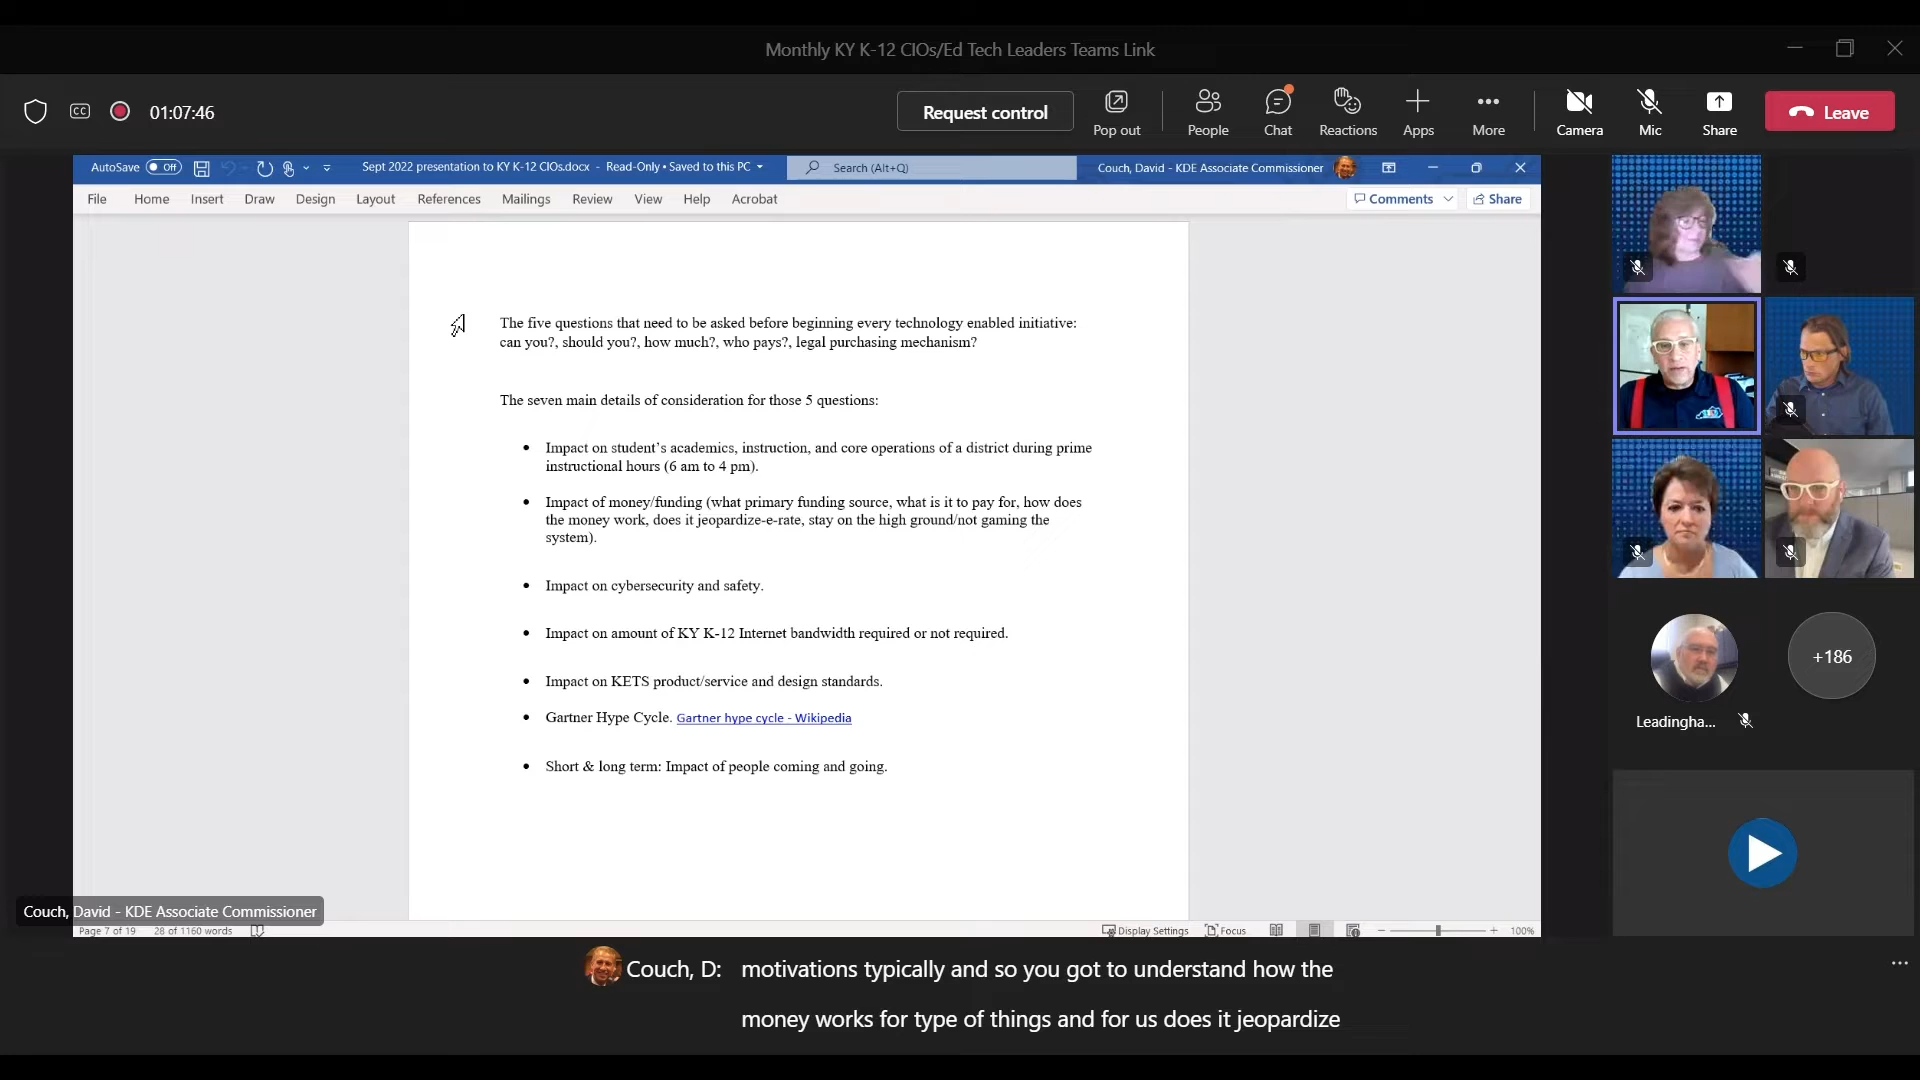 Monthly KY K-12 CIOs/Ed Tech Leaders Teams Link
CC
01:07:46
Request control
Pop out
People
Chat
Reactions
Apps
More
Camera
Mic
Share
Leave
AutoSave Off
Sept 2022 presentation to KY K-12 CIOs.docx - Read-Only • Saved to this PC
Search (Alt+Q)
Couch, David - KDE Associate Commissioner
File Home Insert Draw Design Layout References Mailings Review View Help Acrobat
Comments
Share
The five questions that need to be asked before beginning every technology enabled initiative:
can you?, should you?, how much?, who pays?, legal purchasing mechanism?
The seven main details of consideration for those 5 questions:
• Impact on student’s academics, instruction, and core operations of a district during prime
instructional hours (6 am to 4 pm).
• Impact of money/funding (what primary funding source, what is it to pay for, how does
the money work, does it jeopardize-e-rate, stay on the high ground/not gaming the
system).
• Impact on cybersecurity and safety.
• Impact on amount of KY K-12 Internet bandwidth required or not required.
• Impact on KETS product/service and design standards.
• Gartner Hype Cycle. Gartner hype cycle - Wikipedia
• Short & long term: Impact of people coming and going.
+186
Leadingha...
Couch, David - KDE Associate Commissioner
Page 7 of 19 28 of 1160 words
Display Settings Focus
100%
Couch, D: motivations typically and so you got to understand how the
money works for type of things and for us does it jeopardize